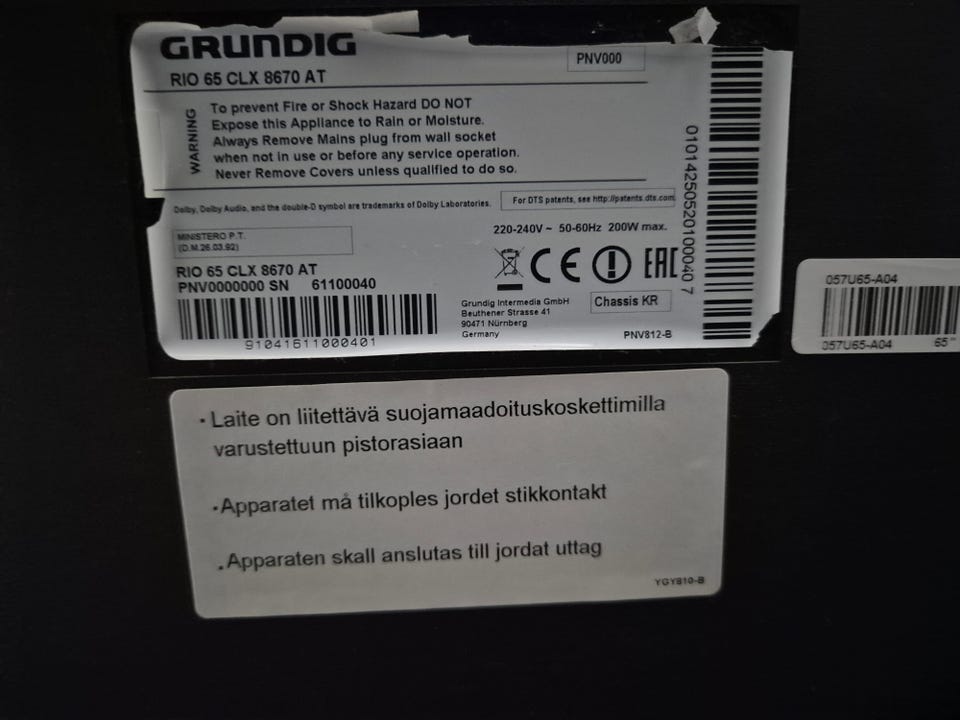 GRUNDIG
PNV000
RIO 65 CLX 8670 AT
WARNING
To prevent Fire or Shock Hazard DO NOT
Expose this Appliance to Rain or Moisture.
Always Remove Mains plug from wall socket
when not in use or before any service operation.
Never Remove Covers unless qualified to do so.
Dolby, Dolby Audio, and the double-D symbol are trademarks of Dolby Laboratories.
For DTS patents, see http://patents.dts.com
220-240V ~ 50-60Hz 200W max.
MINISTERO P.T.
(D.M.26.03.92)
RIO 65 CLX 8670 AT
PNV0000000 SN 61100040
91041611000401
CE
EAC
Grundig Intermedia GmbH
Beuthener Strasse 41
90471 Nürnberg
Germany
Chassis KR
PNV812-B
01014250520100040 7
057U65-A04
057U65-A04 65"
· Laite on liitettävä suojamaadoituskoskettimilla
varustettuun pistorasiaan
·Apparatet må tilkoples jordet stikkontakt
.Apparaten skall anslutas till jordat uttag
YGY810-B